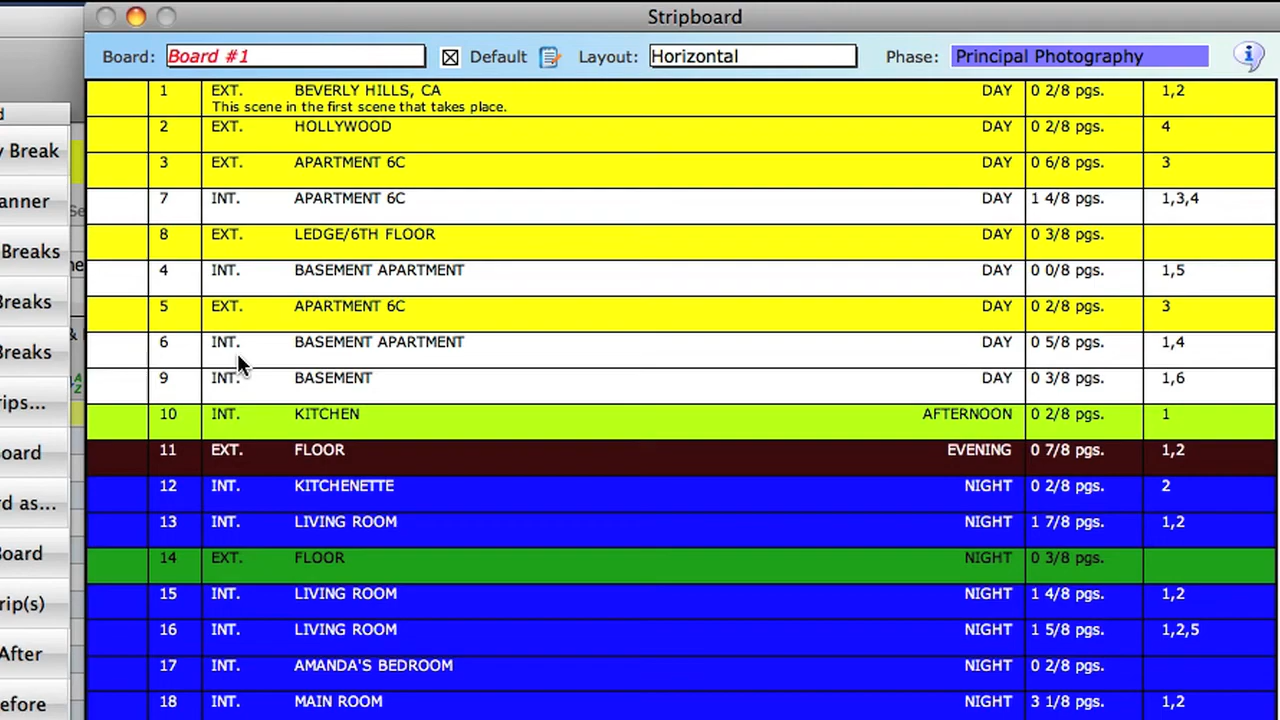 Stripboard
Board: Board #1 Default Layout: Horizontal Phase: Principal Photography
1 EXT. BEVERLY HILLS, CA DAY 0 2/8 pgs. 1,2
This scene in the first scene that takes place.
2 EXT. HOLLYWOOD DAY 0 2/8 pgs. 4
3 EXT. APARTMENT 6C DAY 0 6/8 pgs. 3
7 INT. APARTMENT 6C DAY 1 4/8 pgs. 1,3,4
8 EXT. LEDGE/6TH FLOOR DAY 0 3/8 pgs.
4 INT. BASEMENT APARTMENT DAY 0 0/8 pgs. 1,5
5 EXT. APARTMENT 6C DAY 0 2/8 pgs. 3
6 INT. BASEMENT APARTMENT DAY 0 5/8 pgs. 1,4
9 INT. BASEMENT DAY 0 3/8 pgs. 1,6
10 INT. KITCHEN AFTERNOON 0 2/8 pgs. 1
11 EXT. FLOOR EVENING 0 7/8 pgs. 1,2
12 INT. KITCHENETTE NIGHT 0 2/8 pgs. 2
13 INT. LIVING ROOM NIGHT 1 7/8 pgs. 1,2
14 EXT. FLOOR NIGHT 0 3/8 pgs.
15 INT. LIVING ROOM NIGHT 1 4/8 pgs. 1,2
16 INT. LIVING ROOM NIGHT 1 5/8 pgs. 1,2,5
17 INT. AMANDA'S BEDROOM NIGHT 0 2/8 pgs.
18 INT. MAIN ROOM NIGHT 3 1/8 pgs. 1,2
d
y Break
anner
Breaks
Breaks
Breaks
rips...
oard
rd as...
Board
rip(s)
After
efore